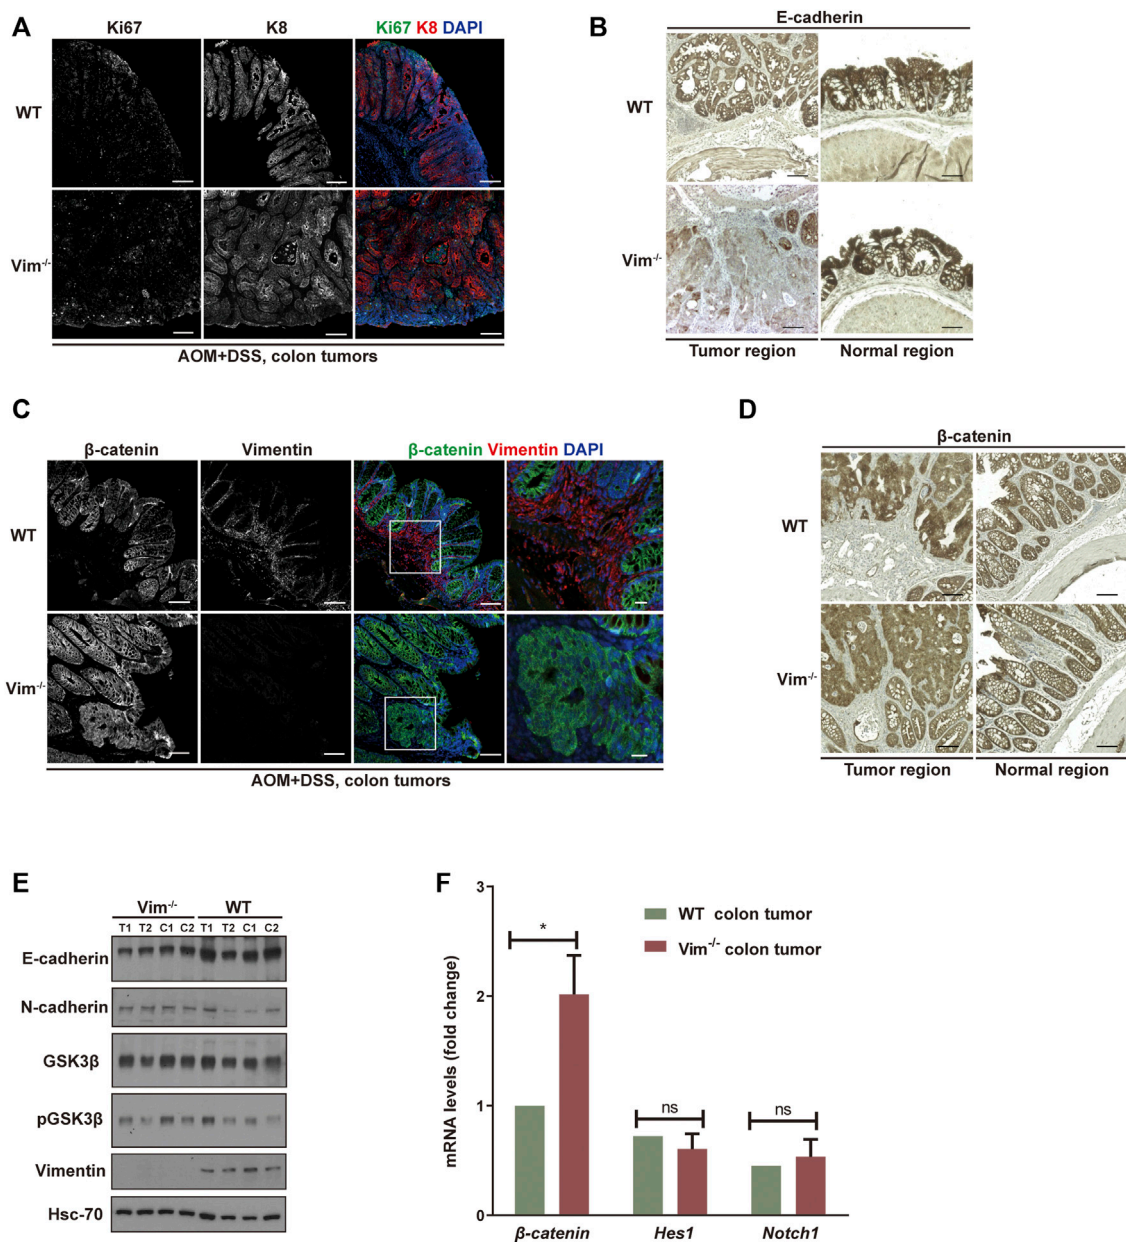 A
Ki67
K8
Ki67 K8 DAPI
WT
Vim-/-
AOM+DSS, colon tumors
B
E-cadherin
WT
Vim-/-
Tumor region
Normal region
C
β-catenin
Vimentin
β-catenin Vimentin DAPI
WT
Vim-/-
AOM+DSS, colon tumors
D
β-catenin
WT
Vim-/-
Tumor region
Normal region
E
Vim-/-
WT
T1 T2 C1 C2 T1 T2 C1 C2
E-cadherin
N-cadherin
GSK3β
pGSK3β
Vimentin
Hsc-70
F
mRNA levels (fold change)
3
2
1
0
*
ns
ns
WT colon tumor
Vim-/- colon tumor
β-catenin
Hes1
Notch1